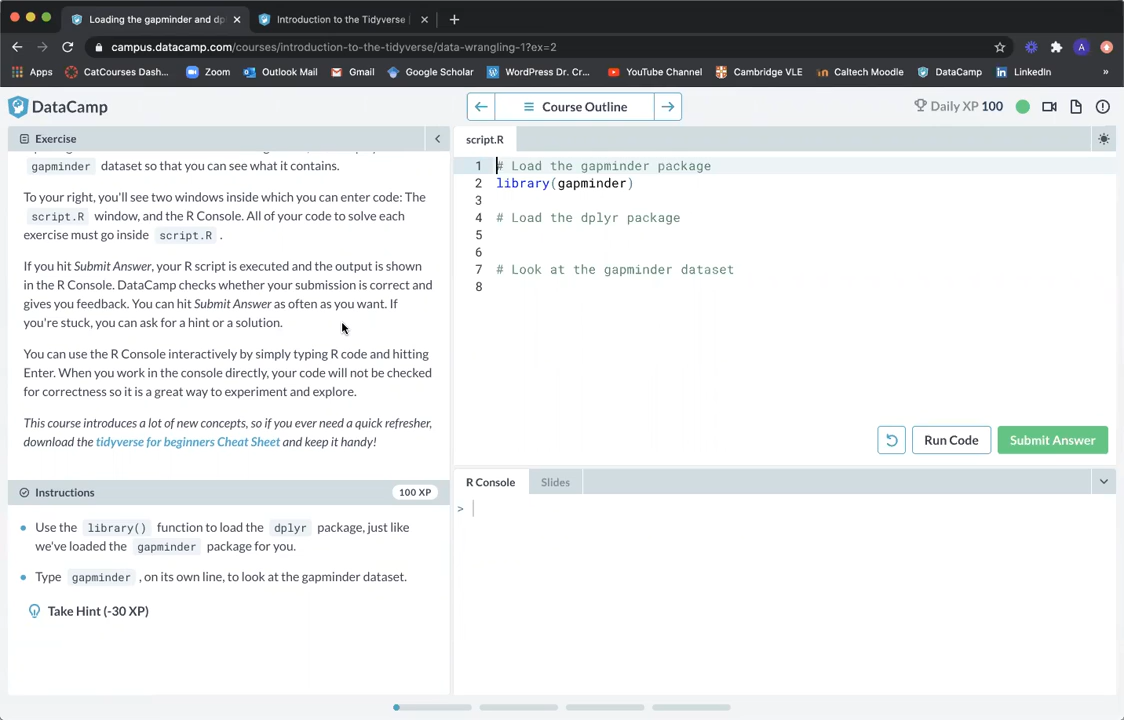 Loading the gapminder and dp
Introduction to the Tidyverse
campus.datacamp.com/courses/introduction-to-the-tidyverse/data-wrangling-1?ex=2
A
Apps
CatCourses Dash...
Zoom
Outlook Mail
Gmail
Google Scholar
WordPress Dr. Cr...
YouTube Channel
Cambridge VLE
Caltech Moodle
DataCamp
LinkedIn
»
DataCamp
Course Outline
Daily XP 100
Exercise
gapminder dataset so that you can see what it contains.
To your right, you'll see two windows inside which you can enter code: The
script.R window, and the R Console. All of your code to solve each
exercise must go inside script.R .
If you hit Submit Answer, your R script is executed and the output is shown
in the R Console. DataCamp checks whether your submission is correct and
gives you feedback. You can hit Submit Answer as often as you want. If
you're stuck, you can ask for a hint or a solution.
You can use the R Console interactively by simply typing R code and hitting
Enter. When you work in the console directly, your code will not be checked
for correctness so it is a great way to experiment and explore.
This course introduces a lot of new concepts, so if you ever need a quick refresher,
download the tidyverse for beginners Cheat Sheet and keep it handy!
Instructions
100 XP
Use the library() function to load the dplyr package, just like
we've loaded the gapminder package for you.
Type gapminder , on its own line, to look at the gapminder dataset.
Take Hint (-30 XP)
script.R
1 # Load the gapminder package
2 library(gapminder)
3
4 # Load the dplyr package
5
6
7 # Look at the gapminder dataset
8
Run Code
Submit Answer
R Console
Slides
>